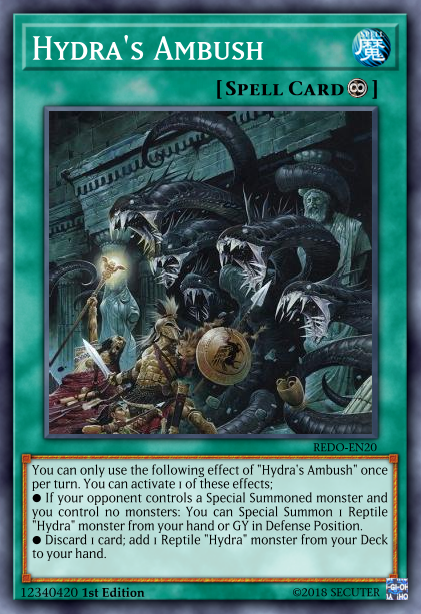 Hydra's Ambush
魔
[Spell Card ]
REDO-EN20
You can only use the following effect of "Hydra's Ambush" once
per turn. You can activate 1 of these effects;
● If your opponent controls a Special Summoned monster and
you control no monsters: You can Special Summon 1 Reptile
"Hydra" monster from your hand or GY in Defense Position.
● Discard 1 card; add 1 Reptile "Hydra" monster from your Deck
to your hand.
12340420 1st Edition
©2018 SECUTER